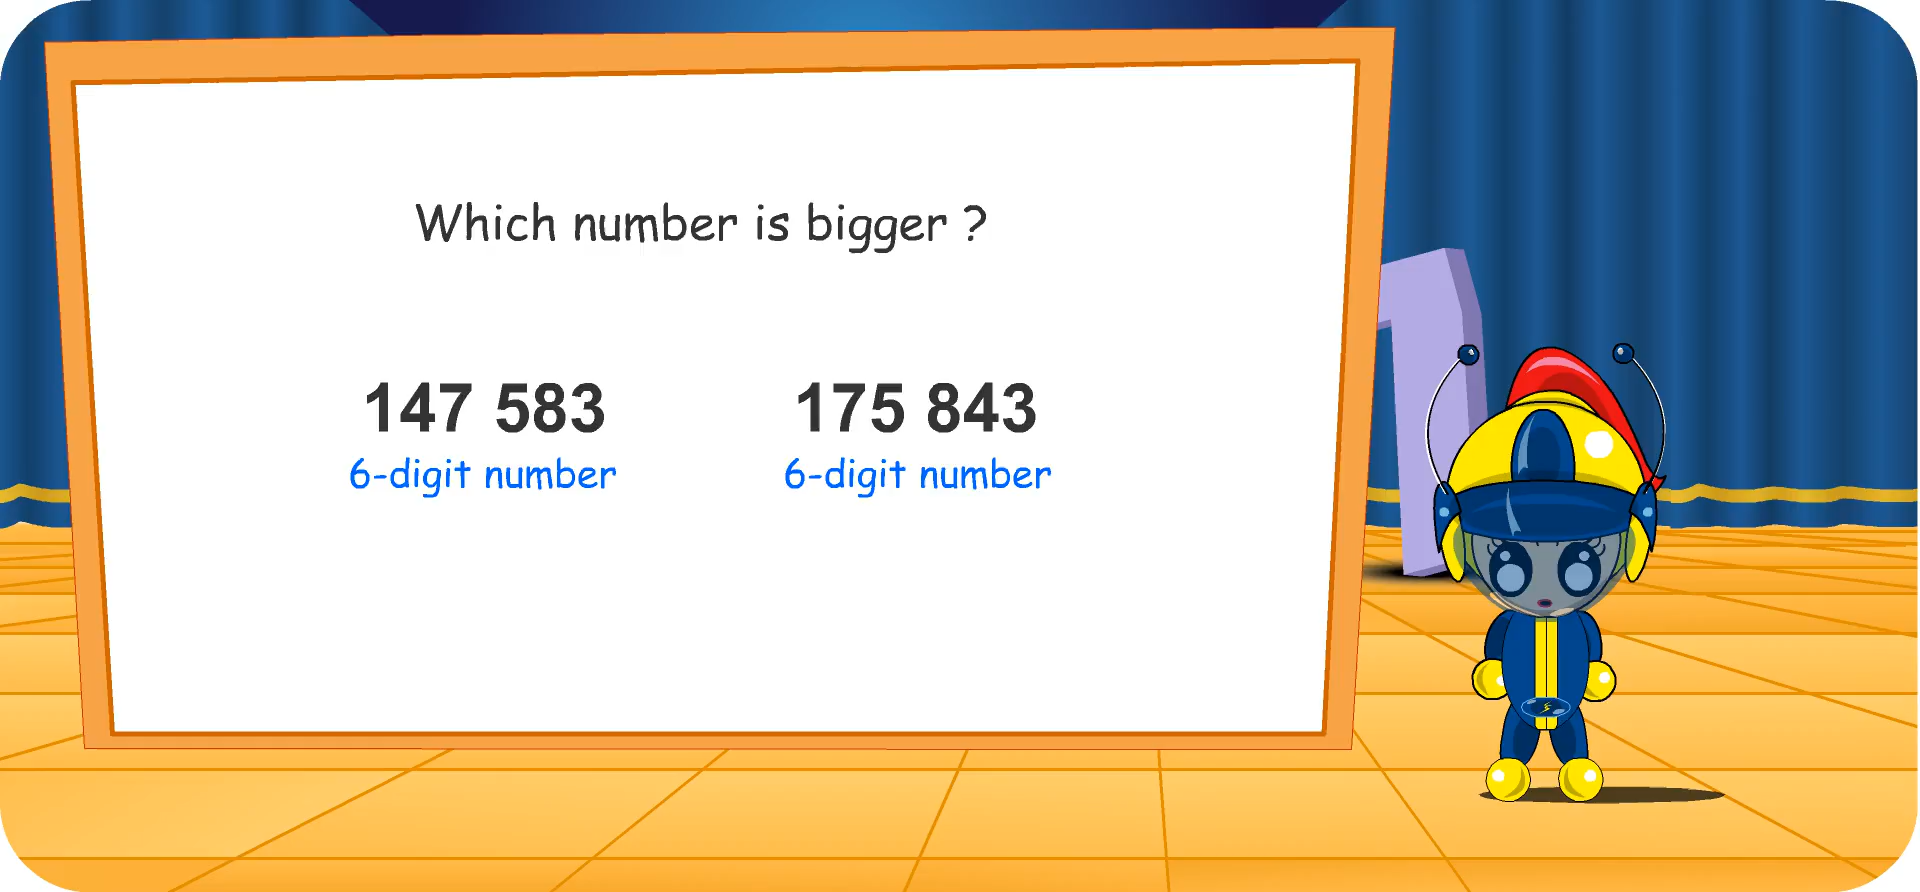 Which number is bigger ?
147 583 175 843
6-digit number 6-digit number